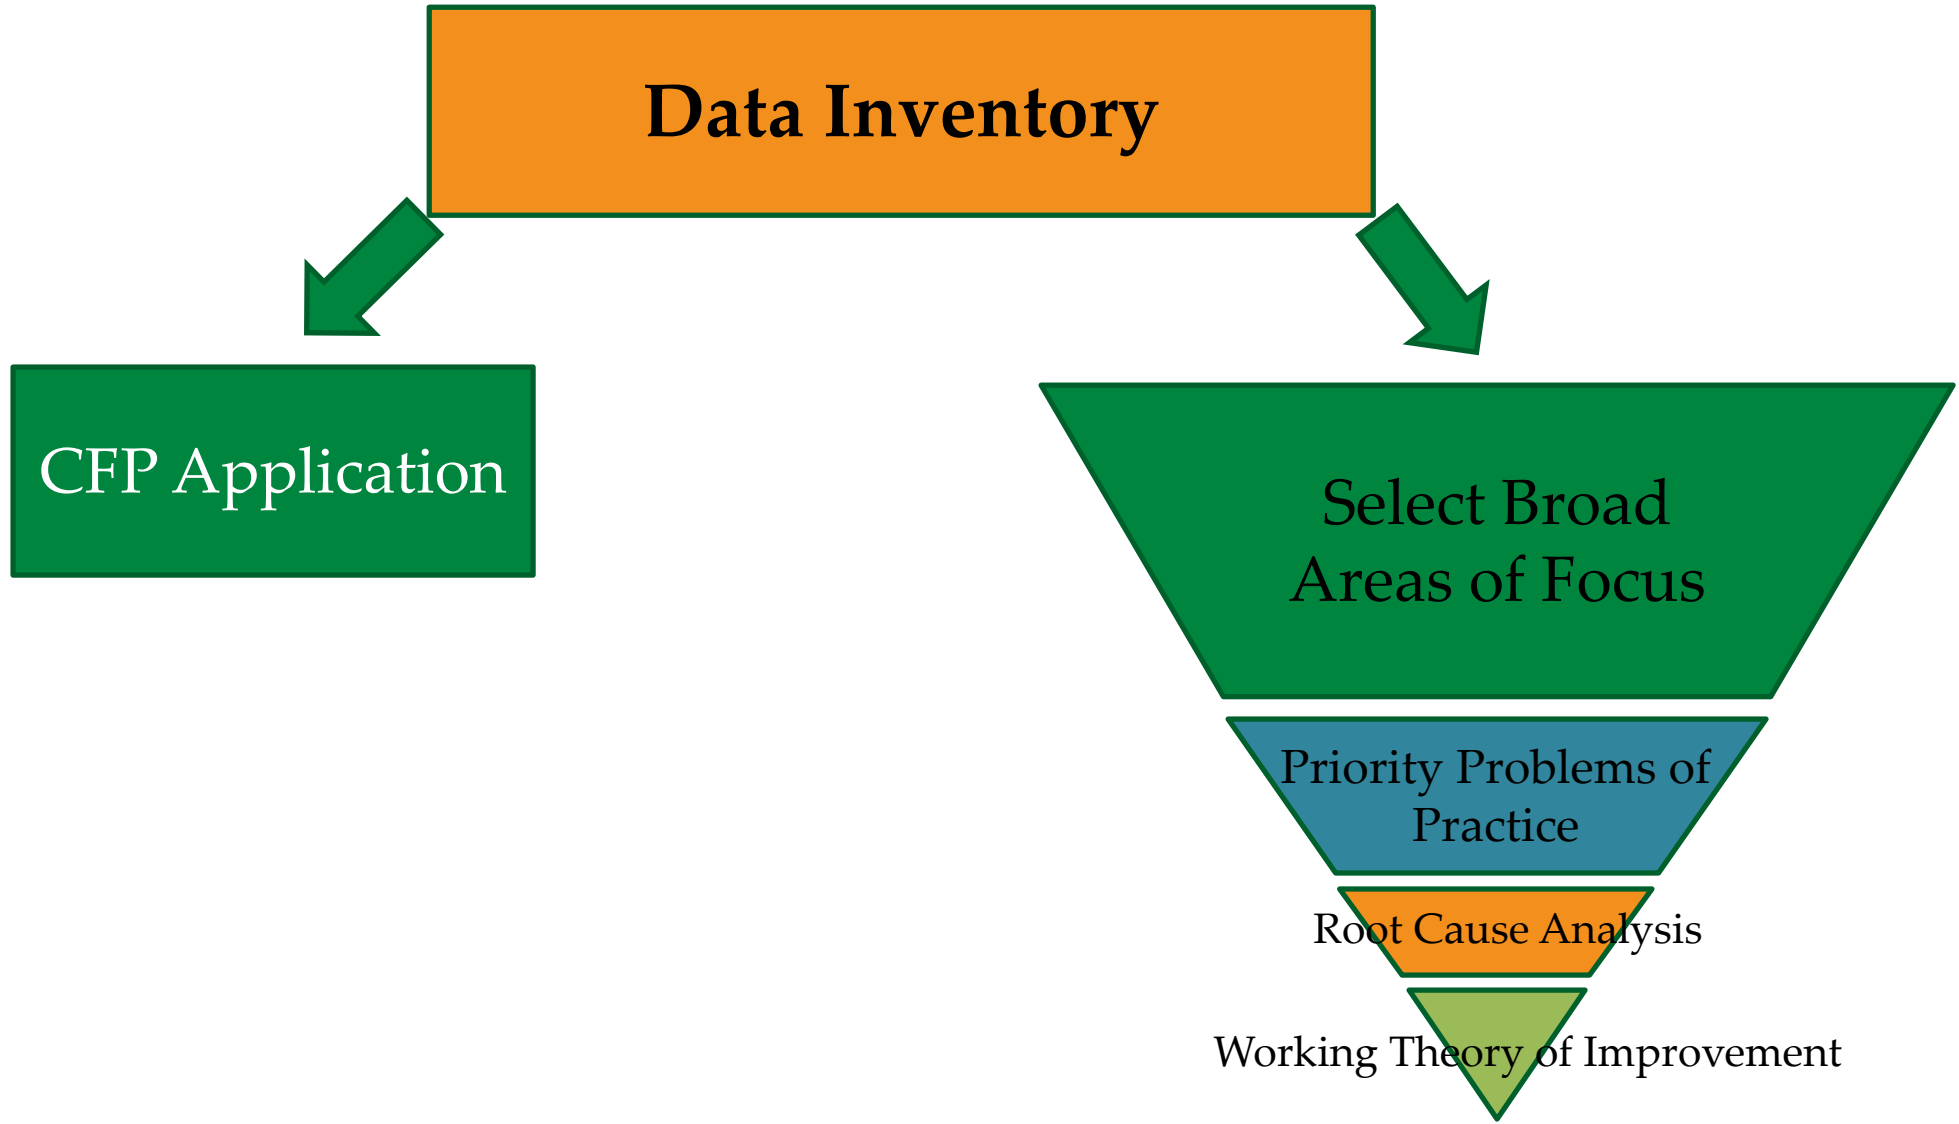 Data Inventory
CFP Application
Select Broad
Areas of Focus
Priority Problems of
Practice
Root Cause Analysis
Working Theory of Improvement